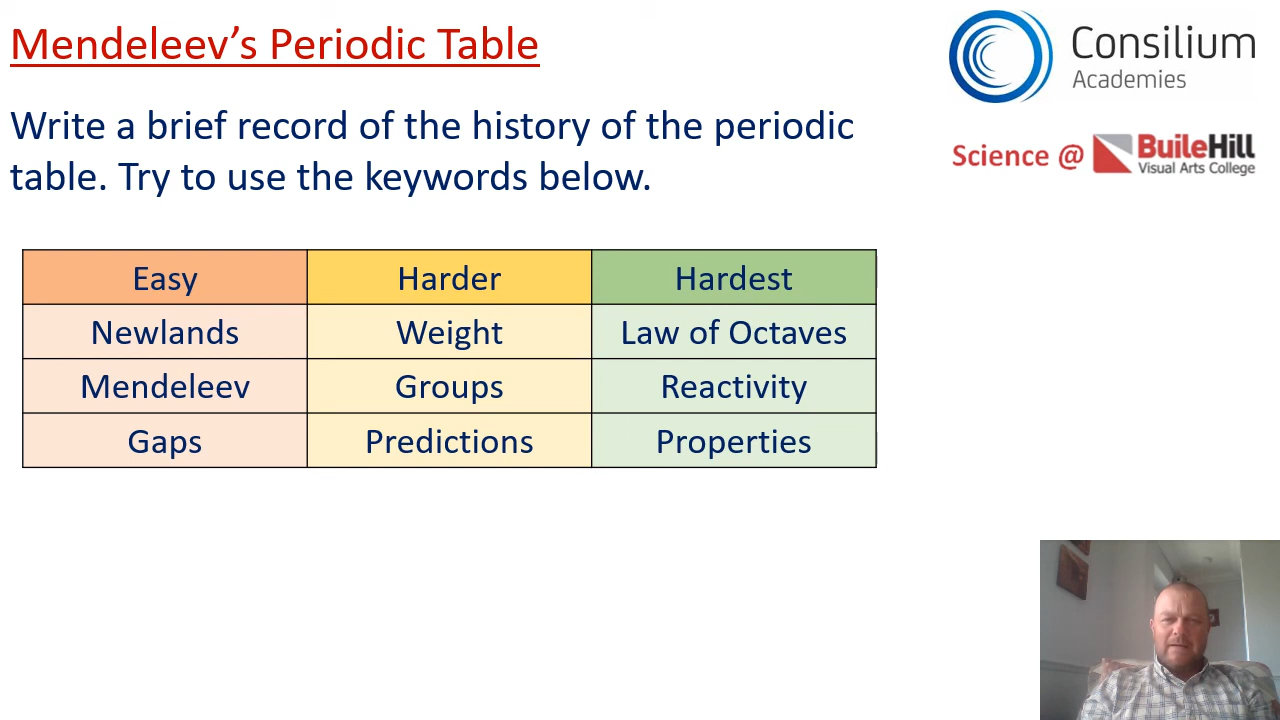 Mendeleev’s Periodic Table
Consilium
Academies
Write a brief record of the history of the periodic
table. Try to use the keywords below.
Science @ BuileHill
Visual Arts College
Easy Harder Hardest
Newlands Weight Law of Octaves
Mendeleev Groups Reactivity
Gaps Predictions Properties